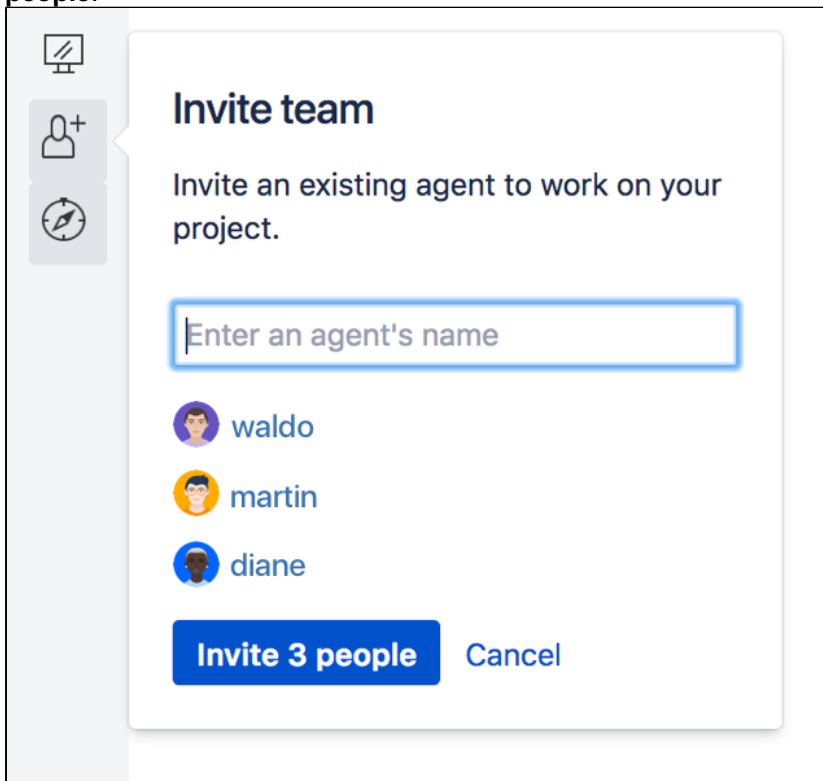 people.
Invite team
Invite an existing agent to work on your
project.
Enter an agent's name
waldo
martin
diane
Invite 3 people Cancel